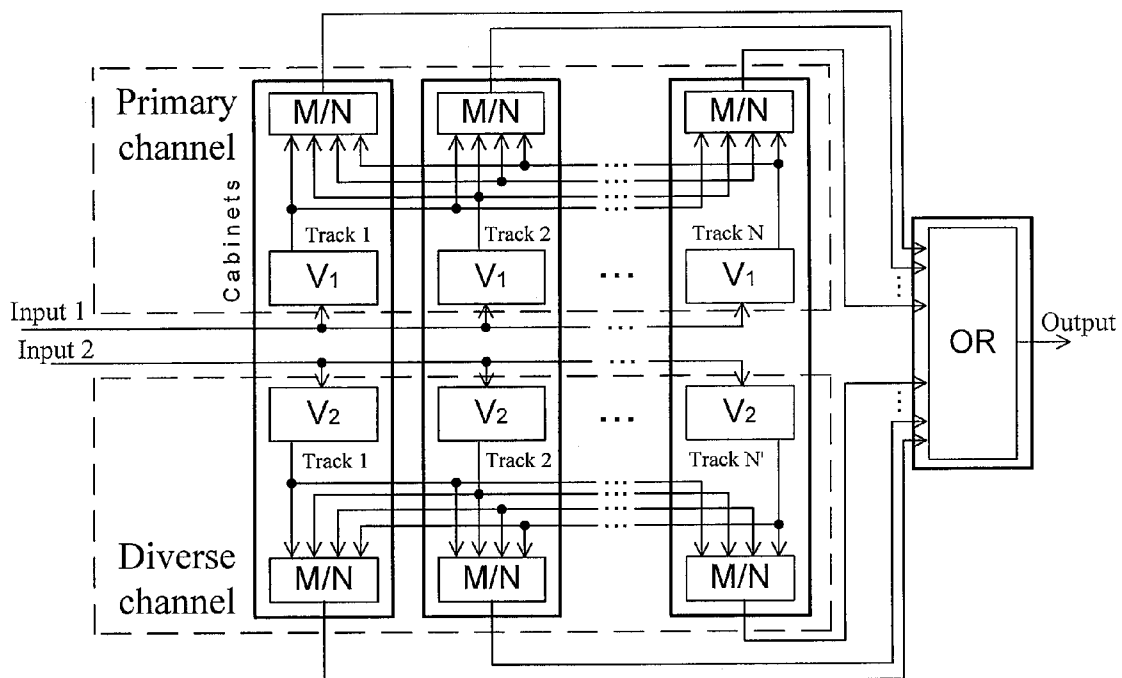 Primary
channel
Cabinets
M/N
M/N
M/N
...
...
...
...
Track 1
Track 2
Track N
V1
V1
...
V1
Input 1
...
Input 2
...
V2
V2
...
V2
Track 1
Track 2
Track N'
...
...
...
...
Diverse
channel
M/N
M/N
M/N
...
OR
...
Output